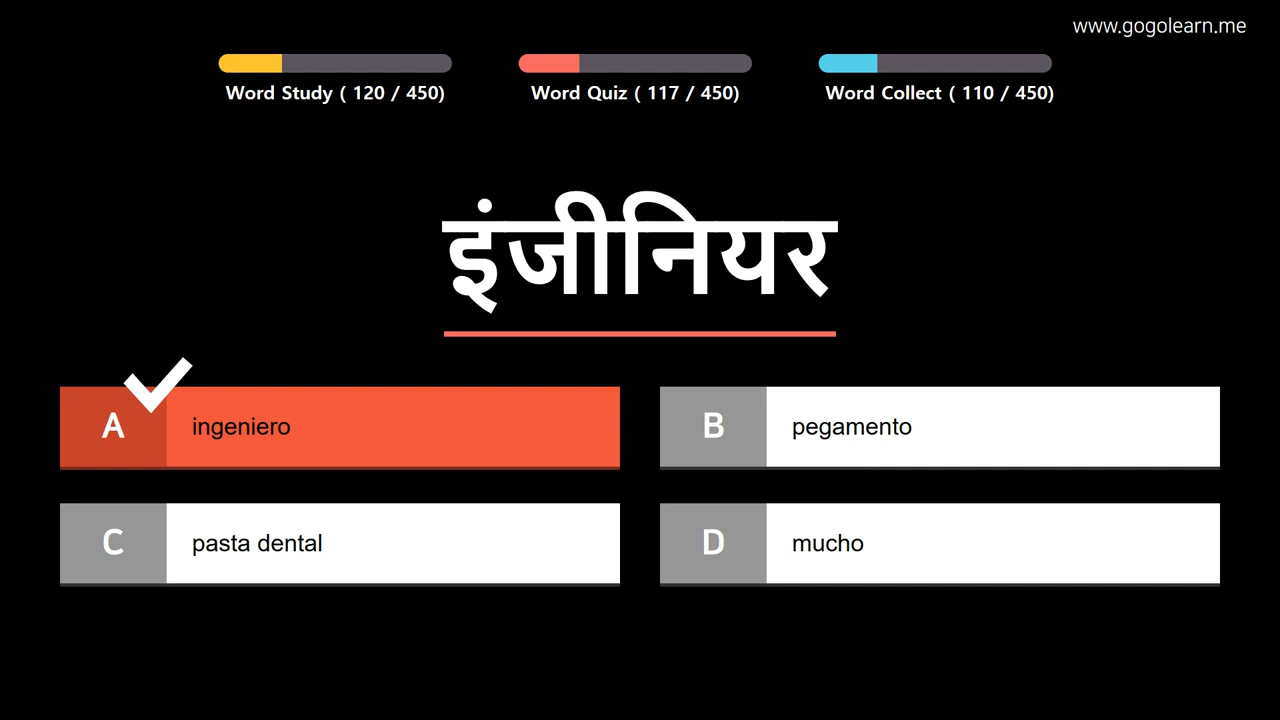 www.gogolearn.me
Word Study ( 120 / 450)
Word Quiz ( 117 / 450)
Word Collect ( 110 / 450)
इंजीनियर
A ingeniero
B pegamento
C pasta dental
D mucho